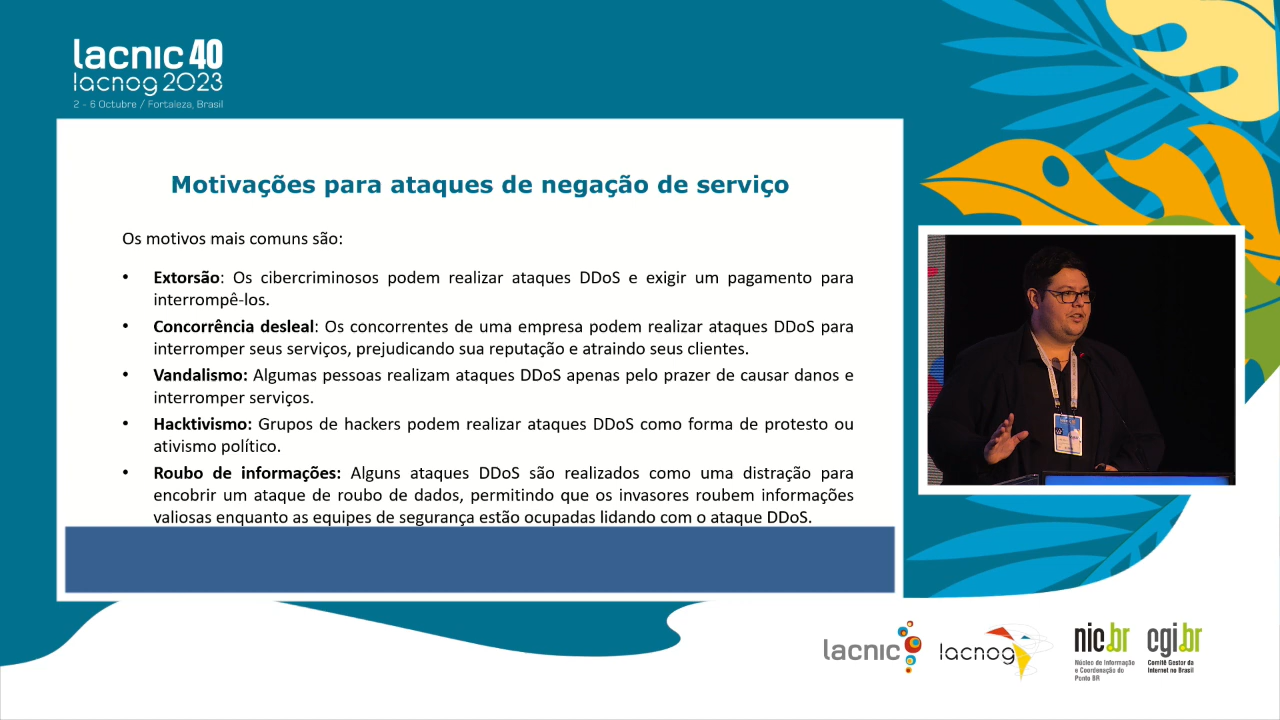 lacnic 40
lacnog 2023
2 - 6 Octubre / Fortaleza, Brasil
Motivações para ataques de negação de serviço
Os motivos mais comuns são:
• Extorsão: Os cibercriminosos podem realizar ataques DDoS e exigir um pagamento para
interrompê-los.
• Concorrência desleal: Os concorrentes de uma empresa podem realizar ataques DDoS para
interromper seus serviços, prejudicando sua reputação e atraindo seus clientes.
• Vandalismo: Algumas pessoas realizam ataques DDoS apenas pelo prazer de causar danos e
interromper serviços.
• Hacktivismo: Grupos de hackers podem realizar ataques DDoS como forma de protesto ou
ativismo político.
• Roubo de informações: Alguns ataques DDoS são realizados como uma distração para
encobrir um ataque de roubo de dados, permitindo que os invasores roubem informações
valiosas enquanto as equipes de segurança estão ocupadas lidando com o ataque DDoS.
lacnic
lacnog
nic.br
Núcleo de Informação
e Coordenação do
Ponto BR
cgi.br
Comitê Gestor da
Internet no Brasil